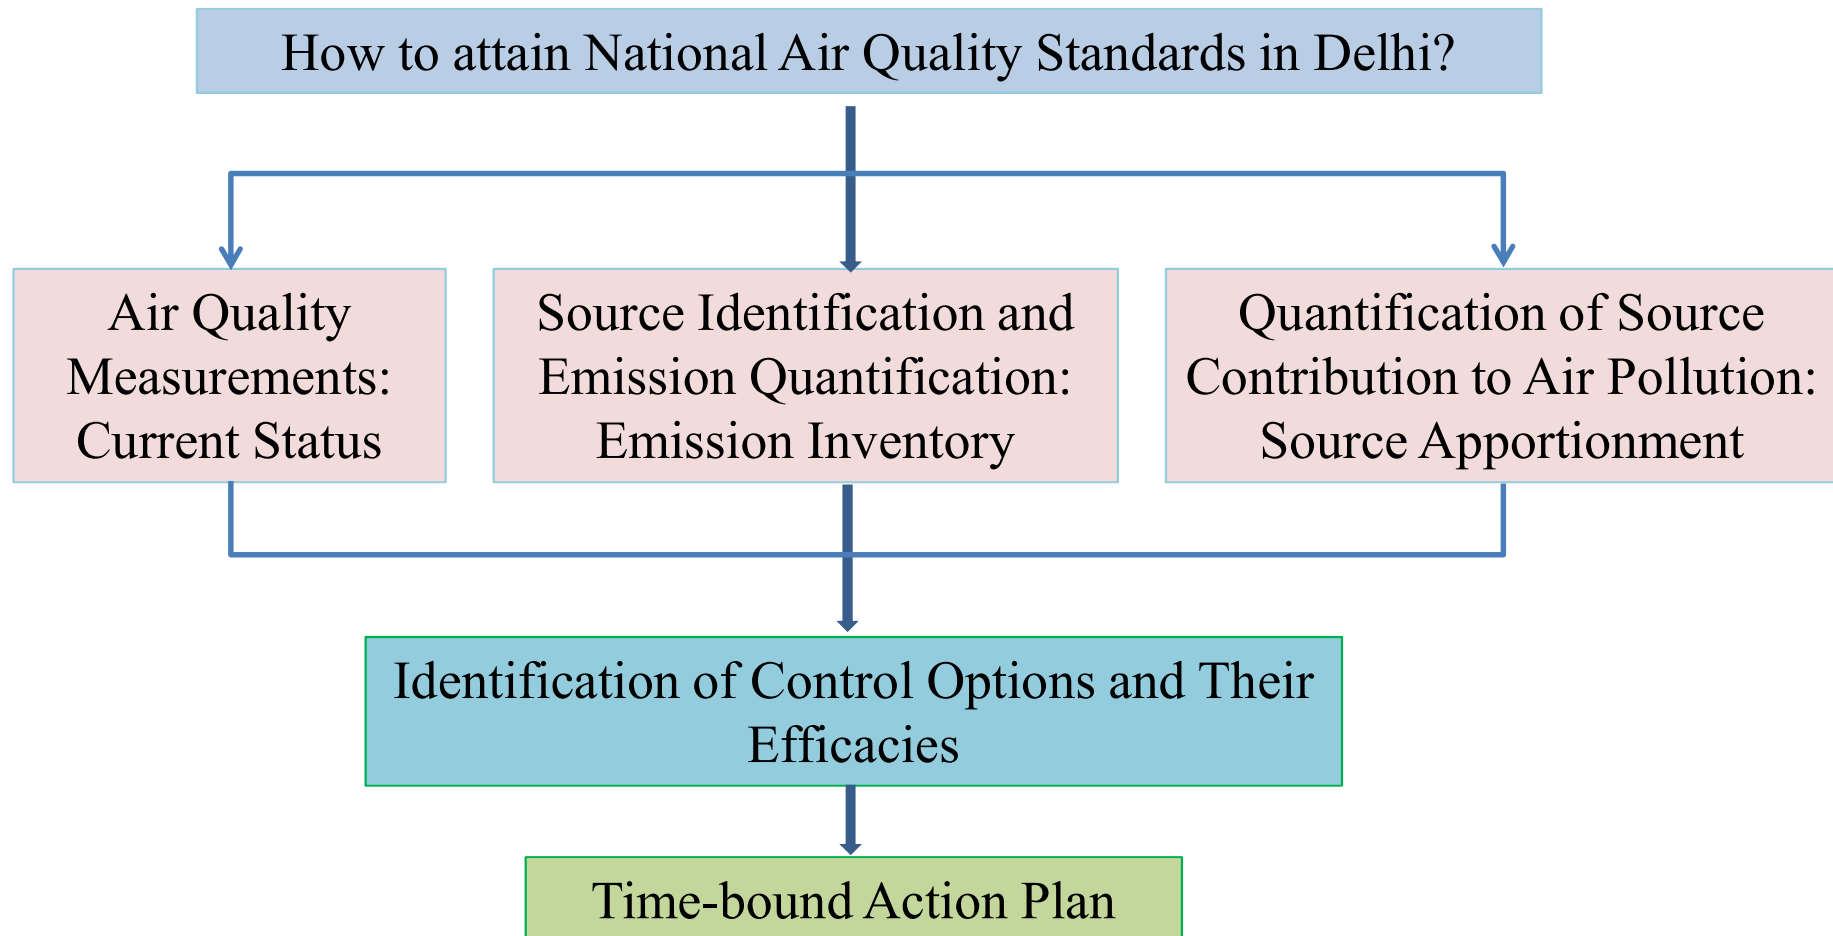 How to attain National Air Quality Standards in Delhi?
Air Quality
Measurements:
Current Status
Source Identification and
Emission Quantification:
Emission Inventory
Quantification of Source
Contribution to Air Pollution:
Source Apportionment
Identification of Control Options and Their
Efficacies
Time-bound Action Plan